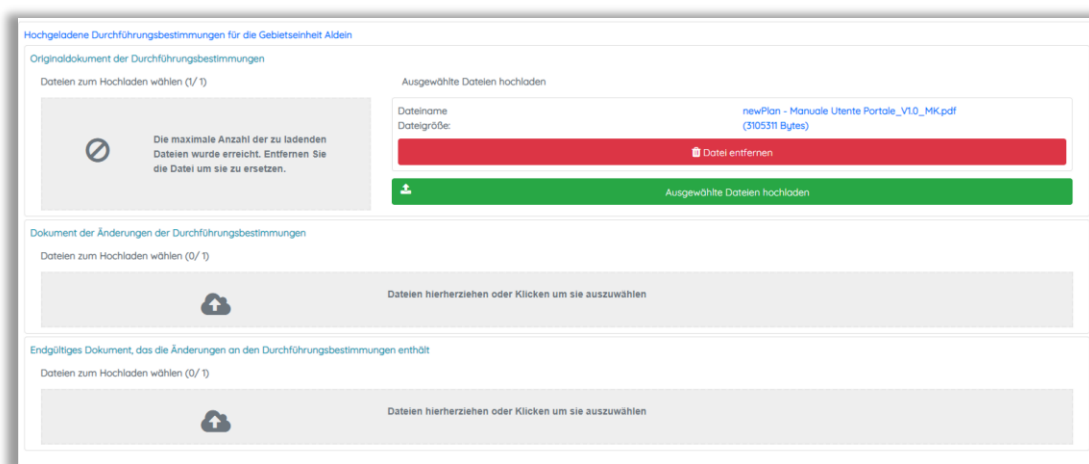 Hochgeladene Durchführungsbestimmungen für die Gebietseinheit Aldein
Originaldokument der Durchführungsbestimmungen
Dateien zum Hochladen wählen (1/ 1)
Ausgewählte Dateien hochladen
Die maximale Anzahl der zu ladenden
Dateien wurde erreicht. Entfernen Sie
die Datei um sie zu ersetzen.
Dateiname newPlan - Manuale Utente Portale_V1.0_MK.pdf
Dateigröße: (3105311 Bytes)
Datei entfernen
Ausgewählte Dateien hochladen
Dokument der Änderungen der Durchführungsbestimmungen
Dateien zum Hochladen wählen (0/ 1)
Dateien hierherziehen oder Klicken um sie auszuwählen
Endgültiges Dokument, das die Änderungen an den Durchführungsbestimmungen enthält
Dateien zum Hochladen wählen (0/ 1)
Dateien hierherziehen oder Klicken um sie auszuwählen